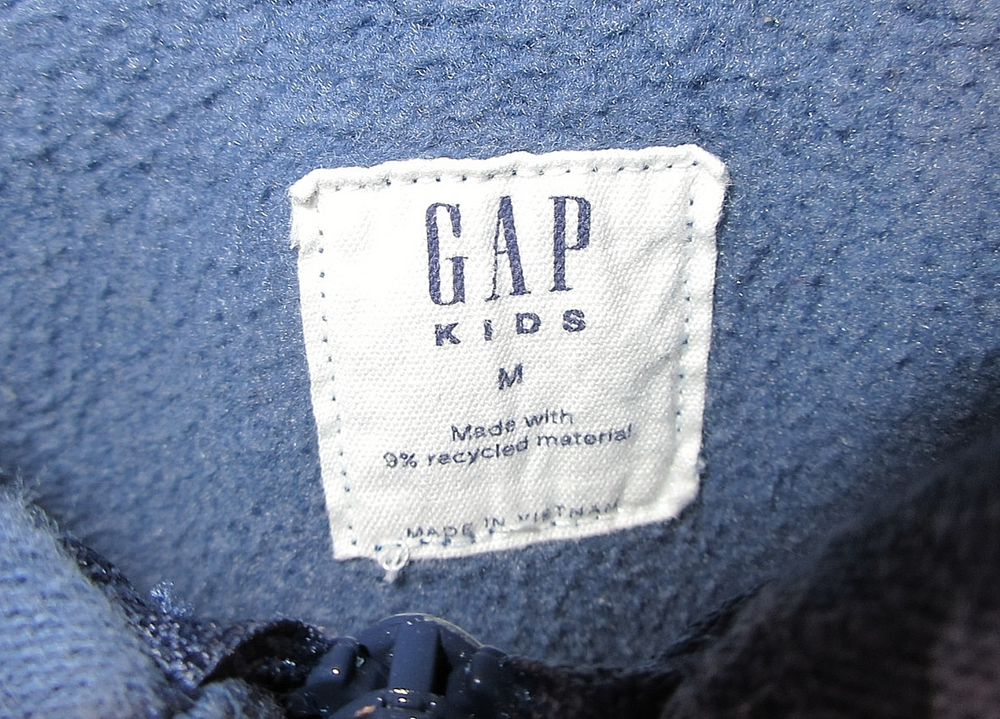 GAP
KIDS
M
Made with
9% recycled material
MADE IN VIETNAM